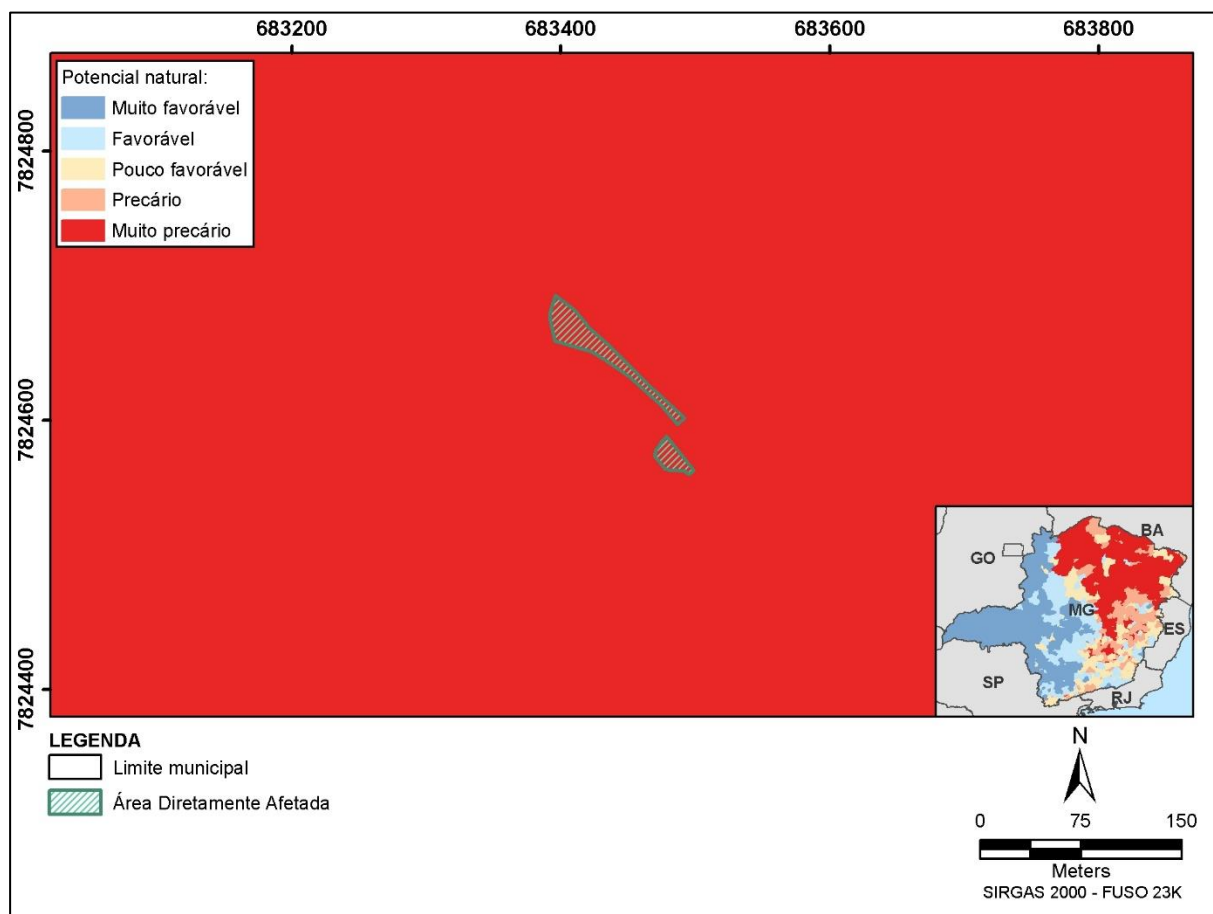 683200 683400 683600 683800
Potencial natural:
Muito favorável
Favorável
Pouco favorável
Precário
Muito precário
7824800
7824600
7824400
BA
GO
MG
ES
SP
RJ
LEGENDA
Limite municipal
Área Diretamente Afetada
N
0 75 150
Meters
SIRGAS 2000 - FUSO 23K